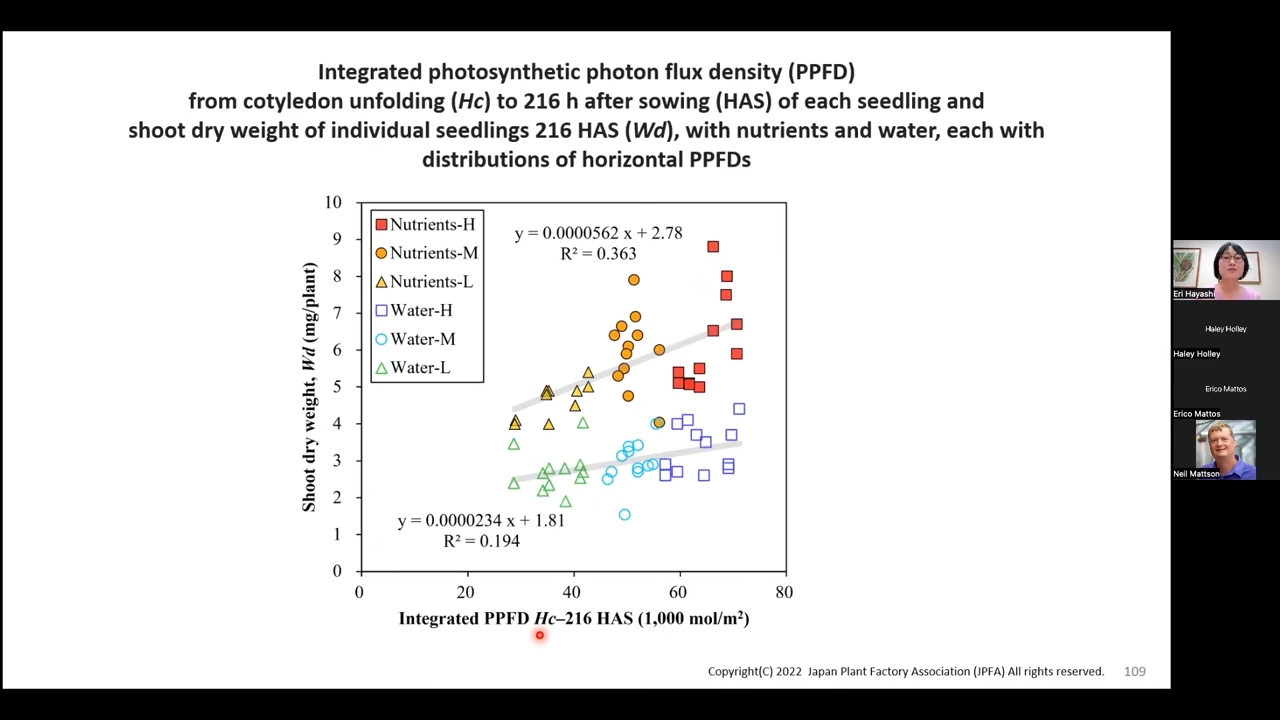 Integrated photosynthetic photon flux density (PPFD)
from cotyledon unfolding (Hc) to 216 h after sowing (HAS) of each seedling and
shoot dry weight of individual seedlings 216 HAS (Wd), with nutrients and water, each with
distributions of horizontal PPFDs
10
9
8
7
6
5
4
3
2
1
0
Shoot dry weight, Wd (mg/plant)
Nutrients-H
Nutrients-M
Nutrients-L
Water-H
Water-M
Water-L
y = 0.0000562 x + 2.78
R² = 0.363
y = 0.0000234 x + 1.81
R² = 0.194
0 20 40 60 80
Integrated PPFD Hc–216 HAS (1,000 mol/m²)
Copyright(C) 2022 Japan Plant Factory Association (JPFA) All rights reserved. 109
Eri Hayashi
Haley Holley
Haley Holley
Erico Mattos
Erico Mattos
Neil Mattson